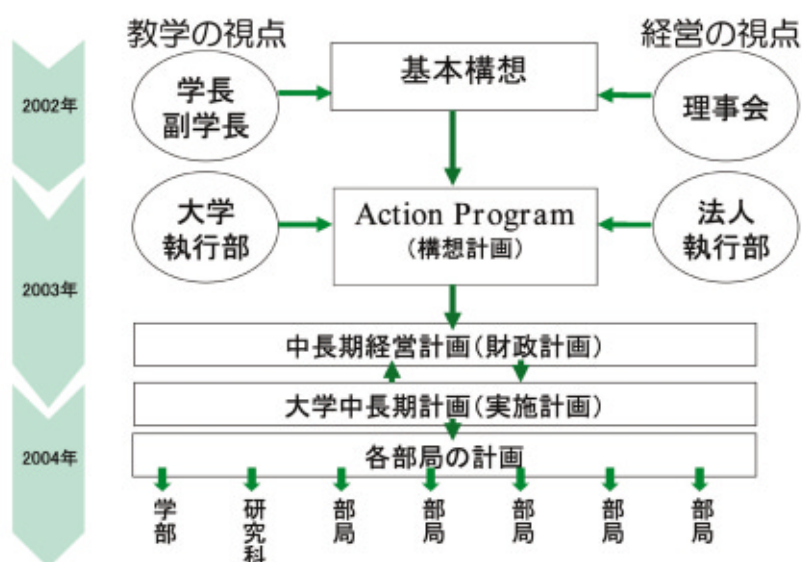 教学の視点
経営の視点
2002年
学長
副学長
基本構想
理事会
大学
執行部
Action Program
(構想計画)
法人
執行部
2003年
中長期経営計画(財政計画)
大学中長期計画(実施計画)
2004年
各部局の計画
学部
研究科
部局
部局
部局
部局
部局